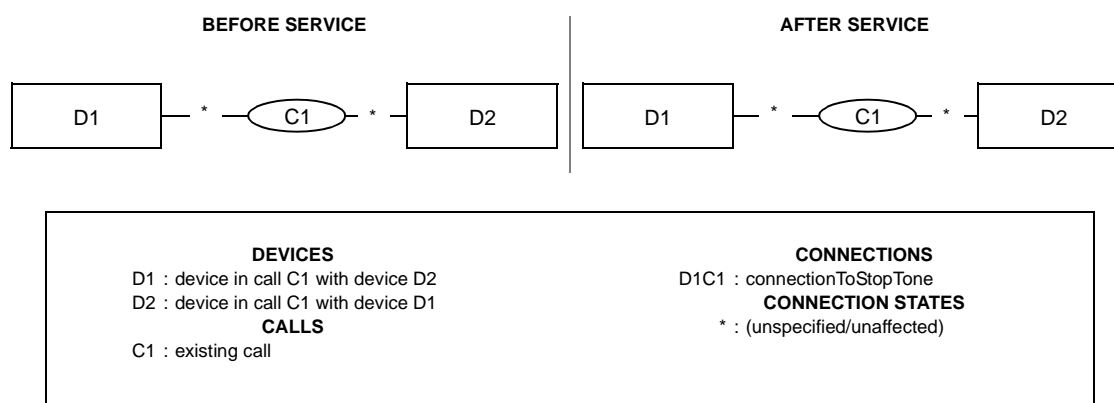 BEFORE SERVICE
AFTER SERVICE
D1 * C1 * D2
D1 * C1 * D2
DEVICES
D1 : device in call C1 with device D2
D2 : device in call C1 with device D1
CALLS
C1 : existing call
CONNECTIONS
D1C1 : connectionToStopTone
CONNECTION STATES
* : (unspecified/unaffected)